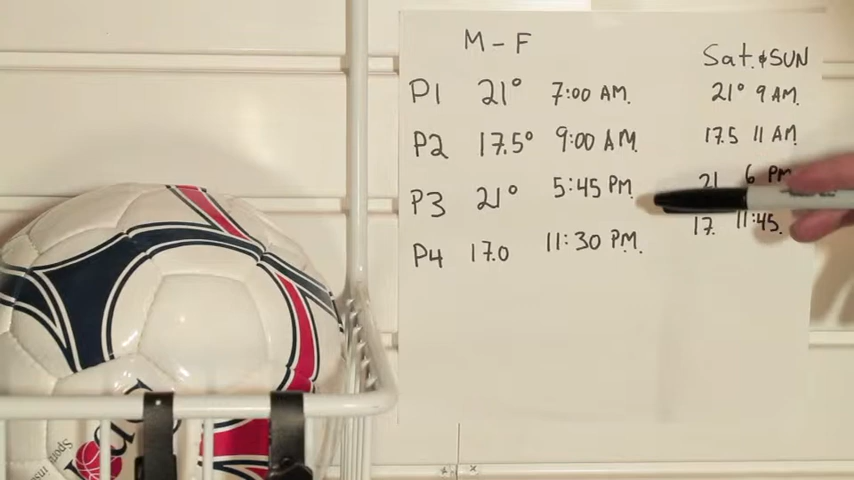 M - F Sat. & SUN
P1 21° 7:00 AM. 21° 9 AM.
P2 17.5° 9:00 AM. 17.5 11 AM.
P3 21° 5:45 PM. 21 6 PM.
P4 17.0 11:30 PM. 17. 11:45.